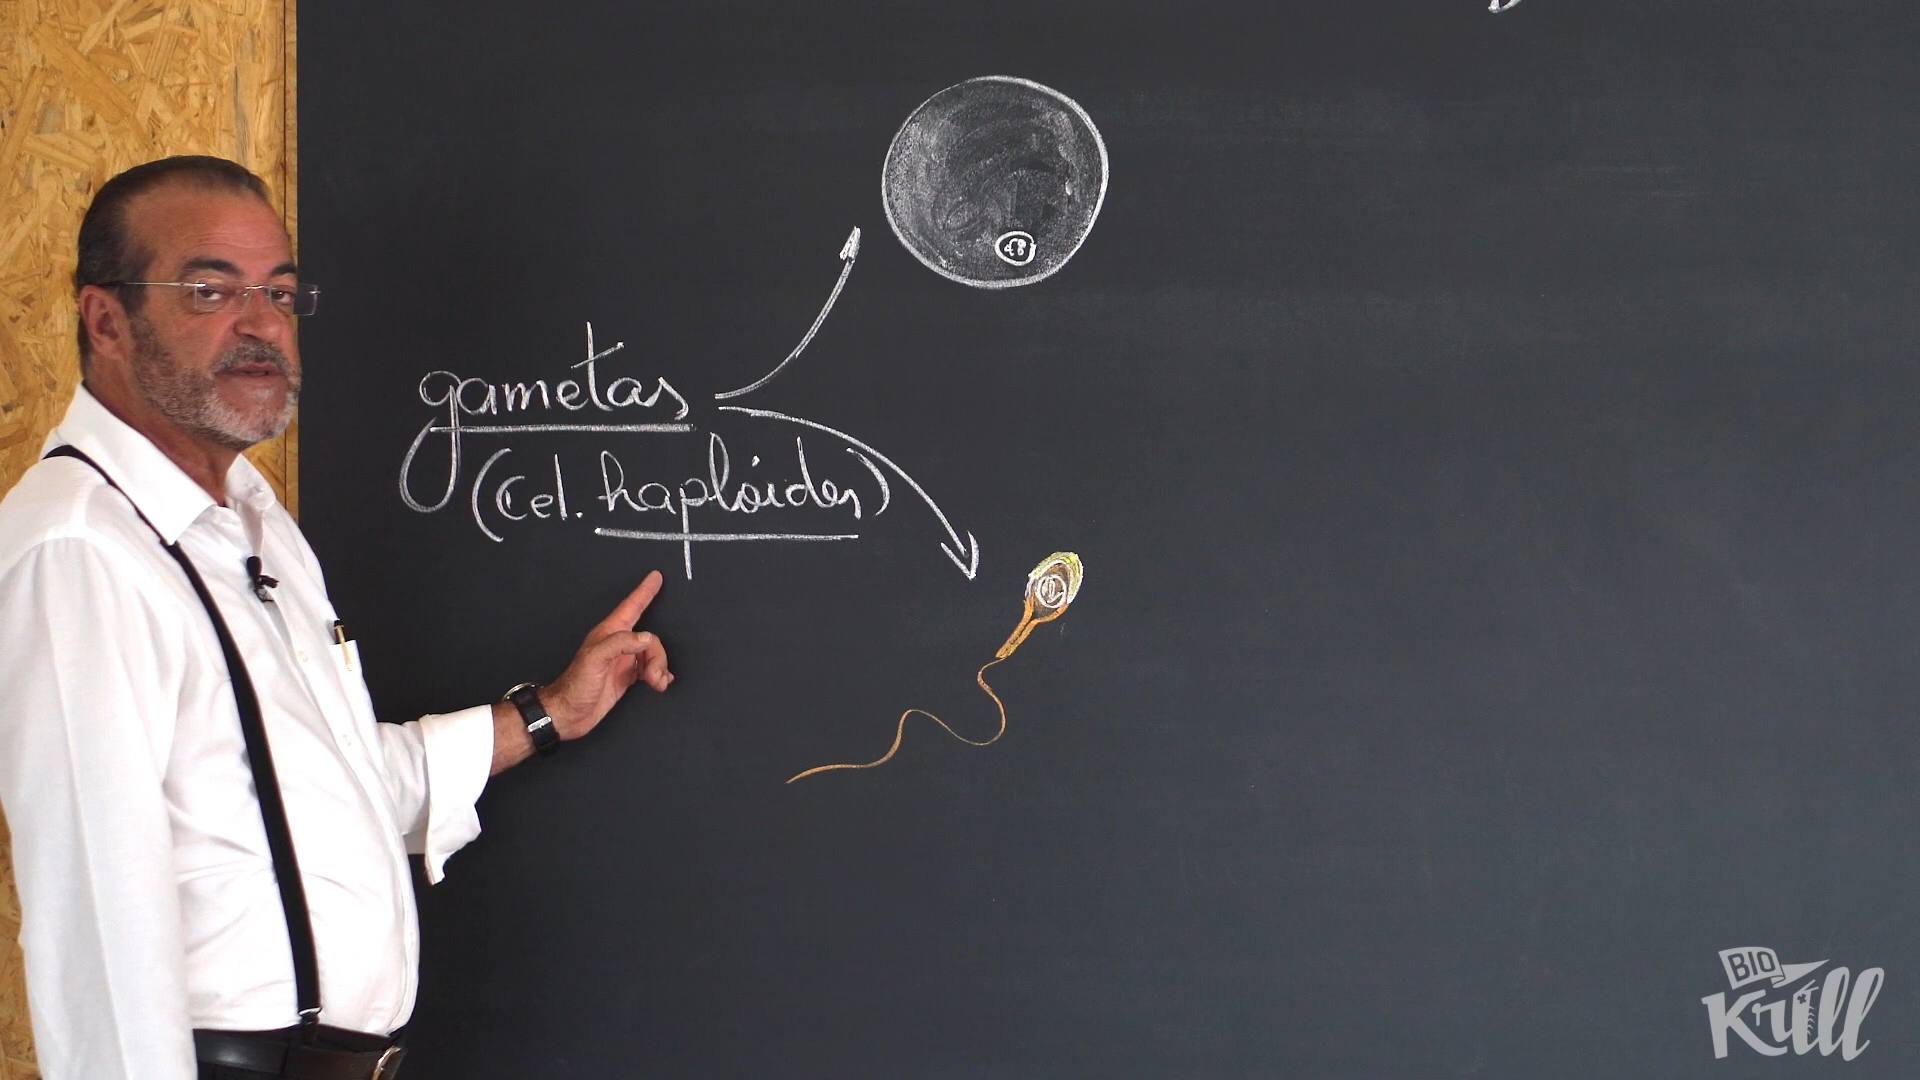 gametas
(Cel. haplóides)
BIO
Krill